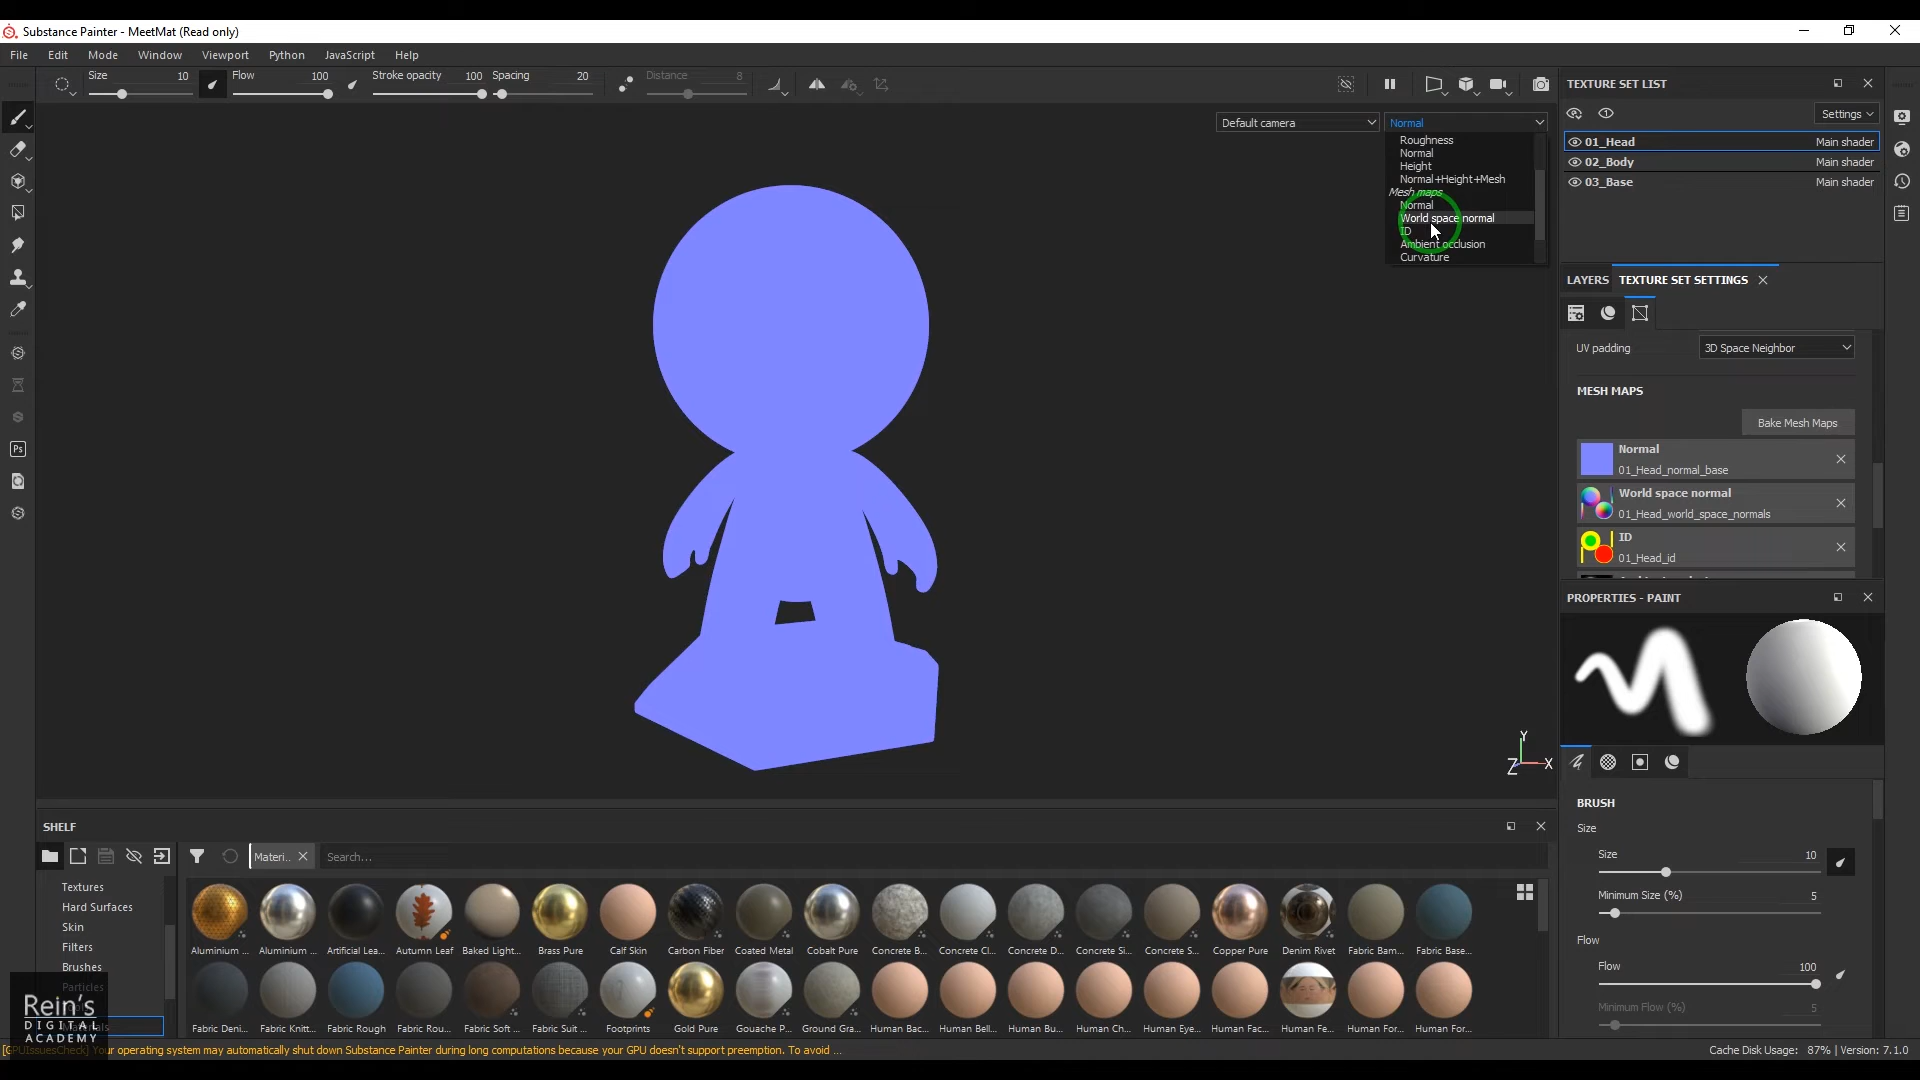 Substance Painter - MeetMat (Read only)
File Edit Mode Window Viewport Python JavaScript Help
Size 10 Flow 100 Stroke opacity 100 Spacing 20 Distance 8
TEXTURE SET LIST
Settings
Default camera
Normal
Roughness
Normal
Height
Normal+Height+Mesh
Mesh maps
Normal
World space normal
ID
Ambient occlusion
Curvature
01_Head Main shader
02_Body Main shader
03_Base Main shader
LAYERS TEXTURE SET SETTINGS
UV padding 3D Space Neighbor
MESH MAPS
Bake Mesh Maps
Normal
01_Head_normal_base
World space normal
01_Head_world_space_normals
ID
01_Head_id
PROPERTIES - PAINT
Y
Z X
BRUSH
Size
Size 10
Minimum Size (%) 5
Flow
Flow 100
Minimum Flow (%) 5
SHELF
Ps
Materi.. Search...
Textures
Hard Surfaces
Skin
Filters
Brushes
Particles
Aluminium ... Aluminium ... Artificial Lea... Autumn Leaf Baked Light... Brass Pure Calf Skin Carbon Fiber Coated Metal Cobalt Pure Concrete B... Concrete Cl... Concrete D... Concrete Si... Concrete S... Copper Pure Denim Rivet Fabric Bam... Fabric Base...
Fabric Deni... Fabric Knitt... Fabric Rough Fabric Rou... Fabric Soft ... Fabric Suit ... Footprints Gold Pure Gouache P... Ground Gra... Human Bac... Human Bell... Human Bu... Human Ch... Human Eye... Human Fac... Human Fe... Human For... Human For...
Rein's
DIGITAL
ACADEMY
[GPUIssuesCheck] Your operating system may automatically shut down Substance Painter during long computations because your GPU doesn't support preemption. To avoid ...
Cache Disk Usage: 87% | Version: 7.1.0